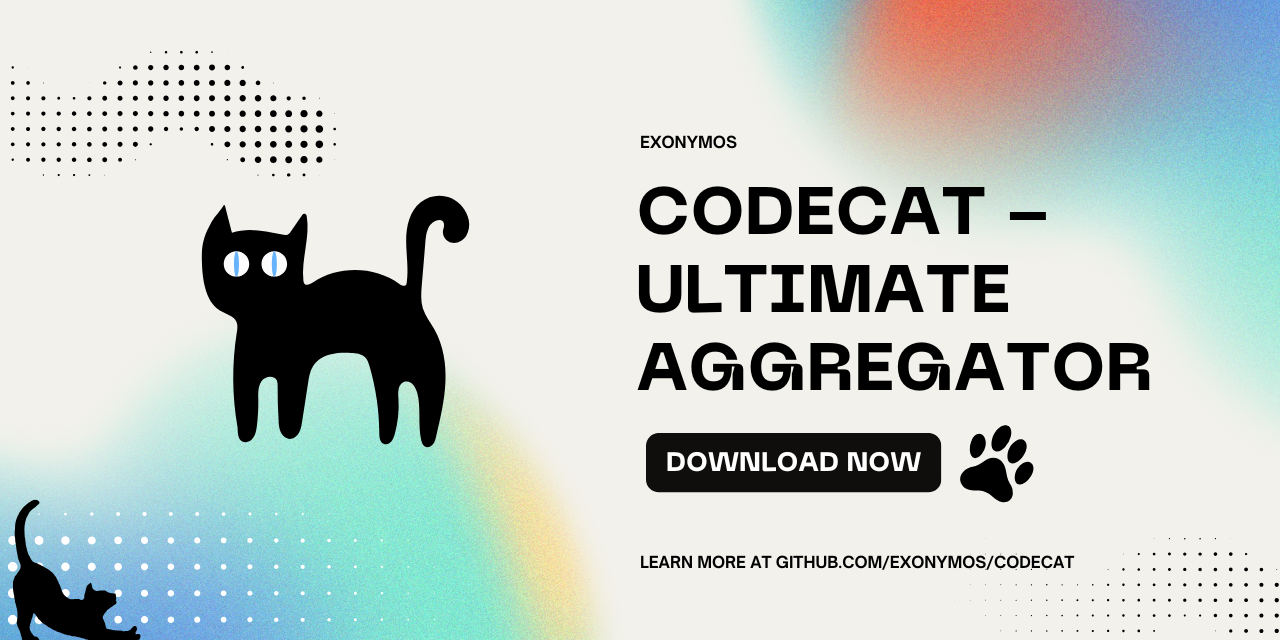 EXONYMOS
CODECAT –
ULTIMATE
AGGREGATOR
DOWNLOAD NOW
LEARN MORE AT GITHUB.COM/EXONYMOS/CODECAT